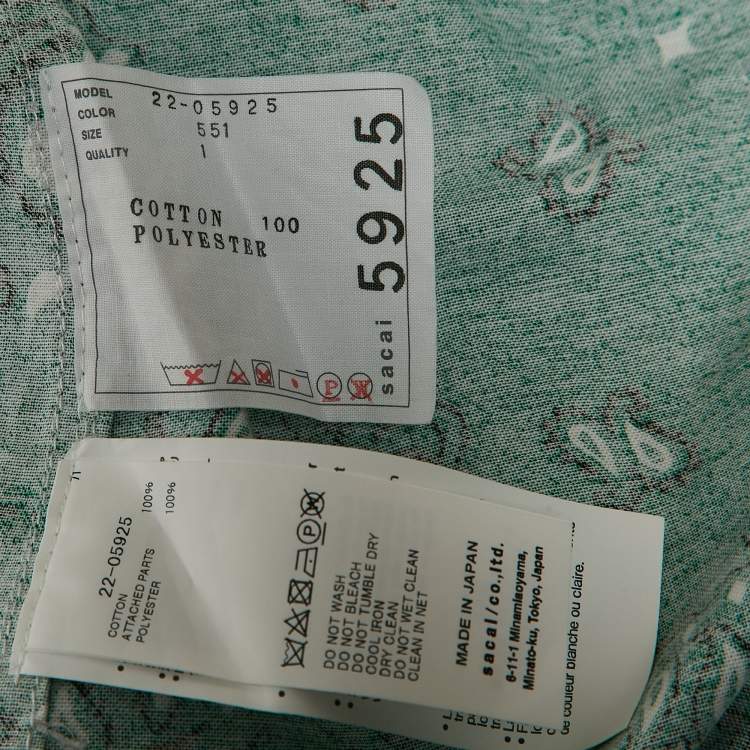 MODEL 22-05925
COLOR 551
SIZE 1
QUALITY
COTTON 100
POLYESTER
5925
sacai
P
W
22-05925
COTTON 100%
ATTACHED PARTS
POLYESTER 100%
P
W
DO NOT WASH
DO NOT BLEACH
DO NOT TUMBLE DRY
COOL IRON
DRY CLEAN
DO NOT WET CLEAN
CLEAN IN NET
MADE IN JAPAN
sacai/co.,ltd.
6-11-1 Minamiaoyama,
Minato-ku, Tokyo, Japan
de couleur blanche ou claire.